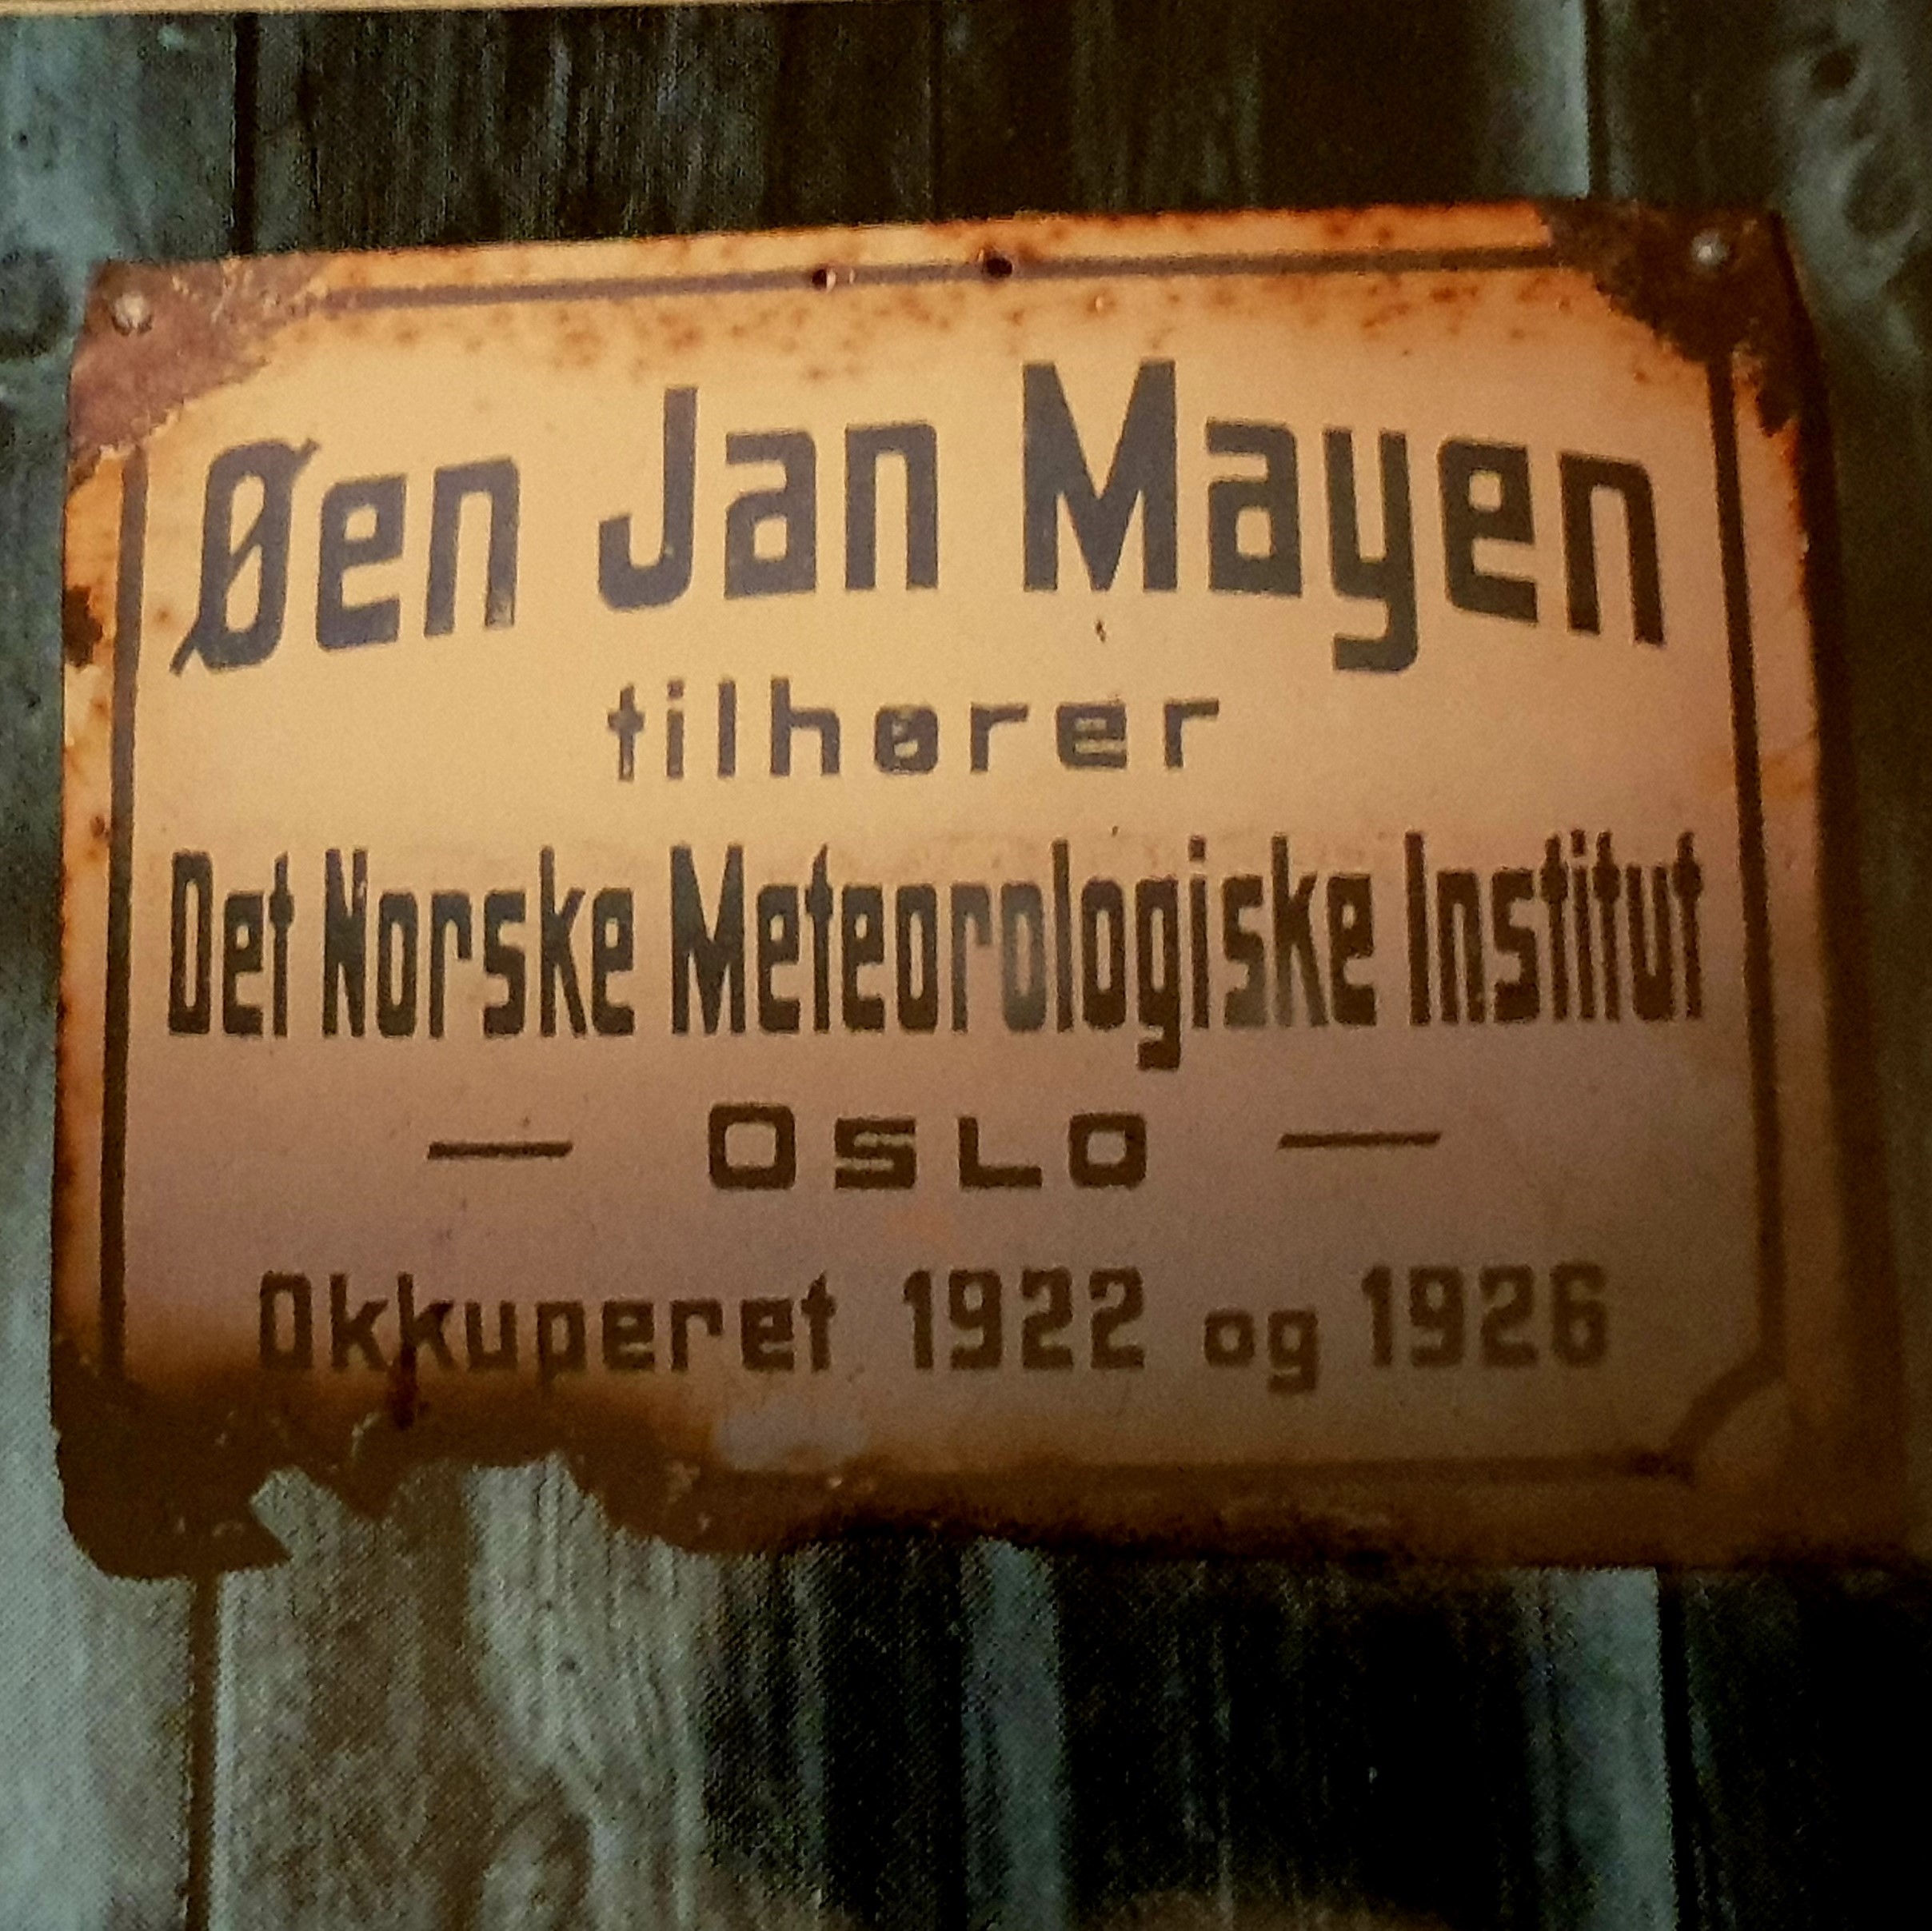 Øen Jan Mayen
tilhører
Det Norske Meteorologiske Institut
— OSLO —
Okkuperet 1922 og 1926